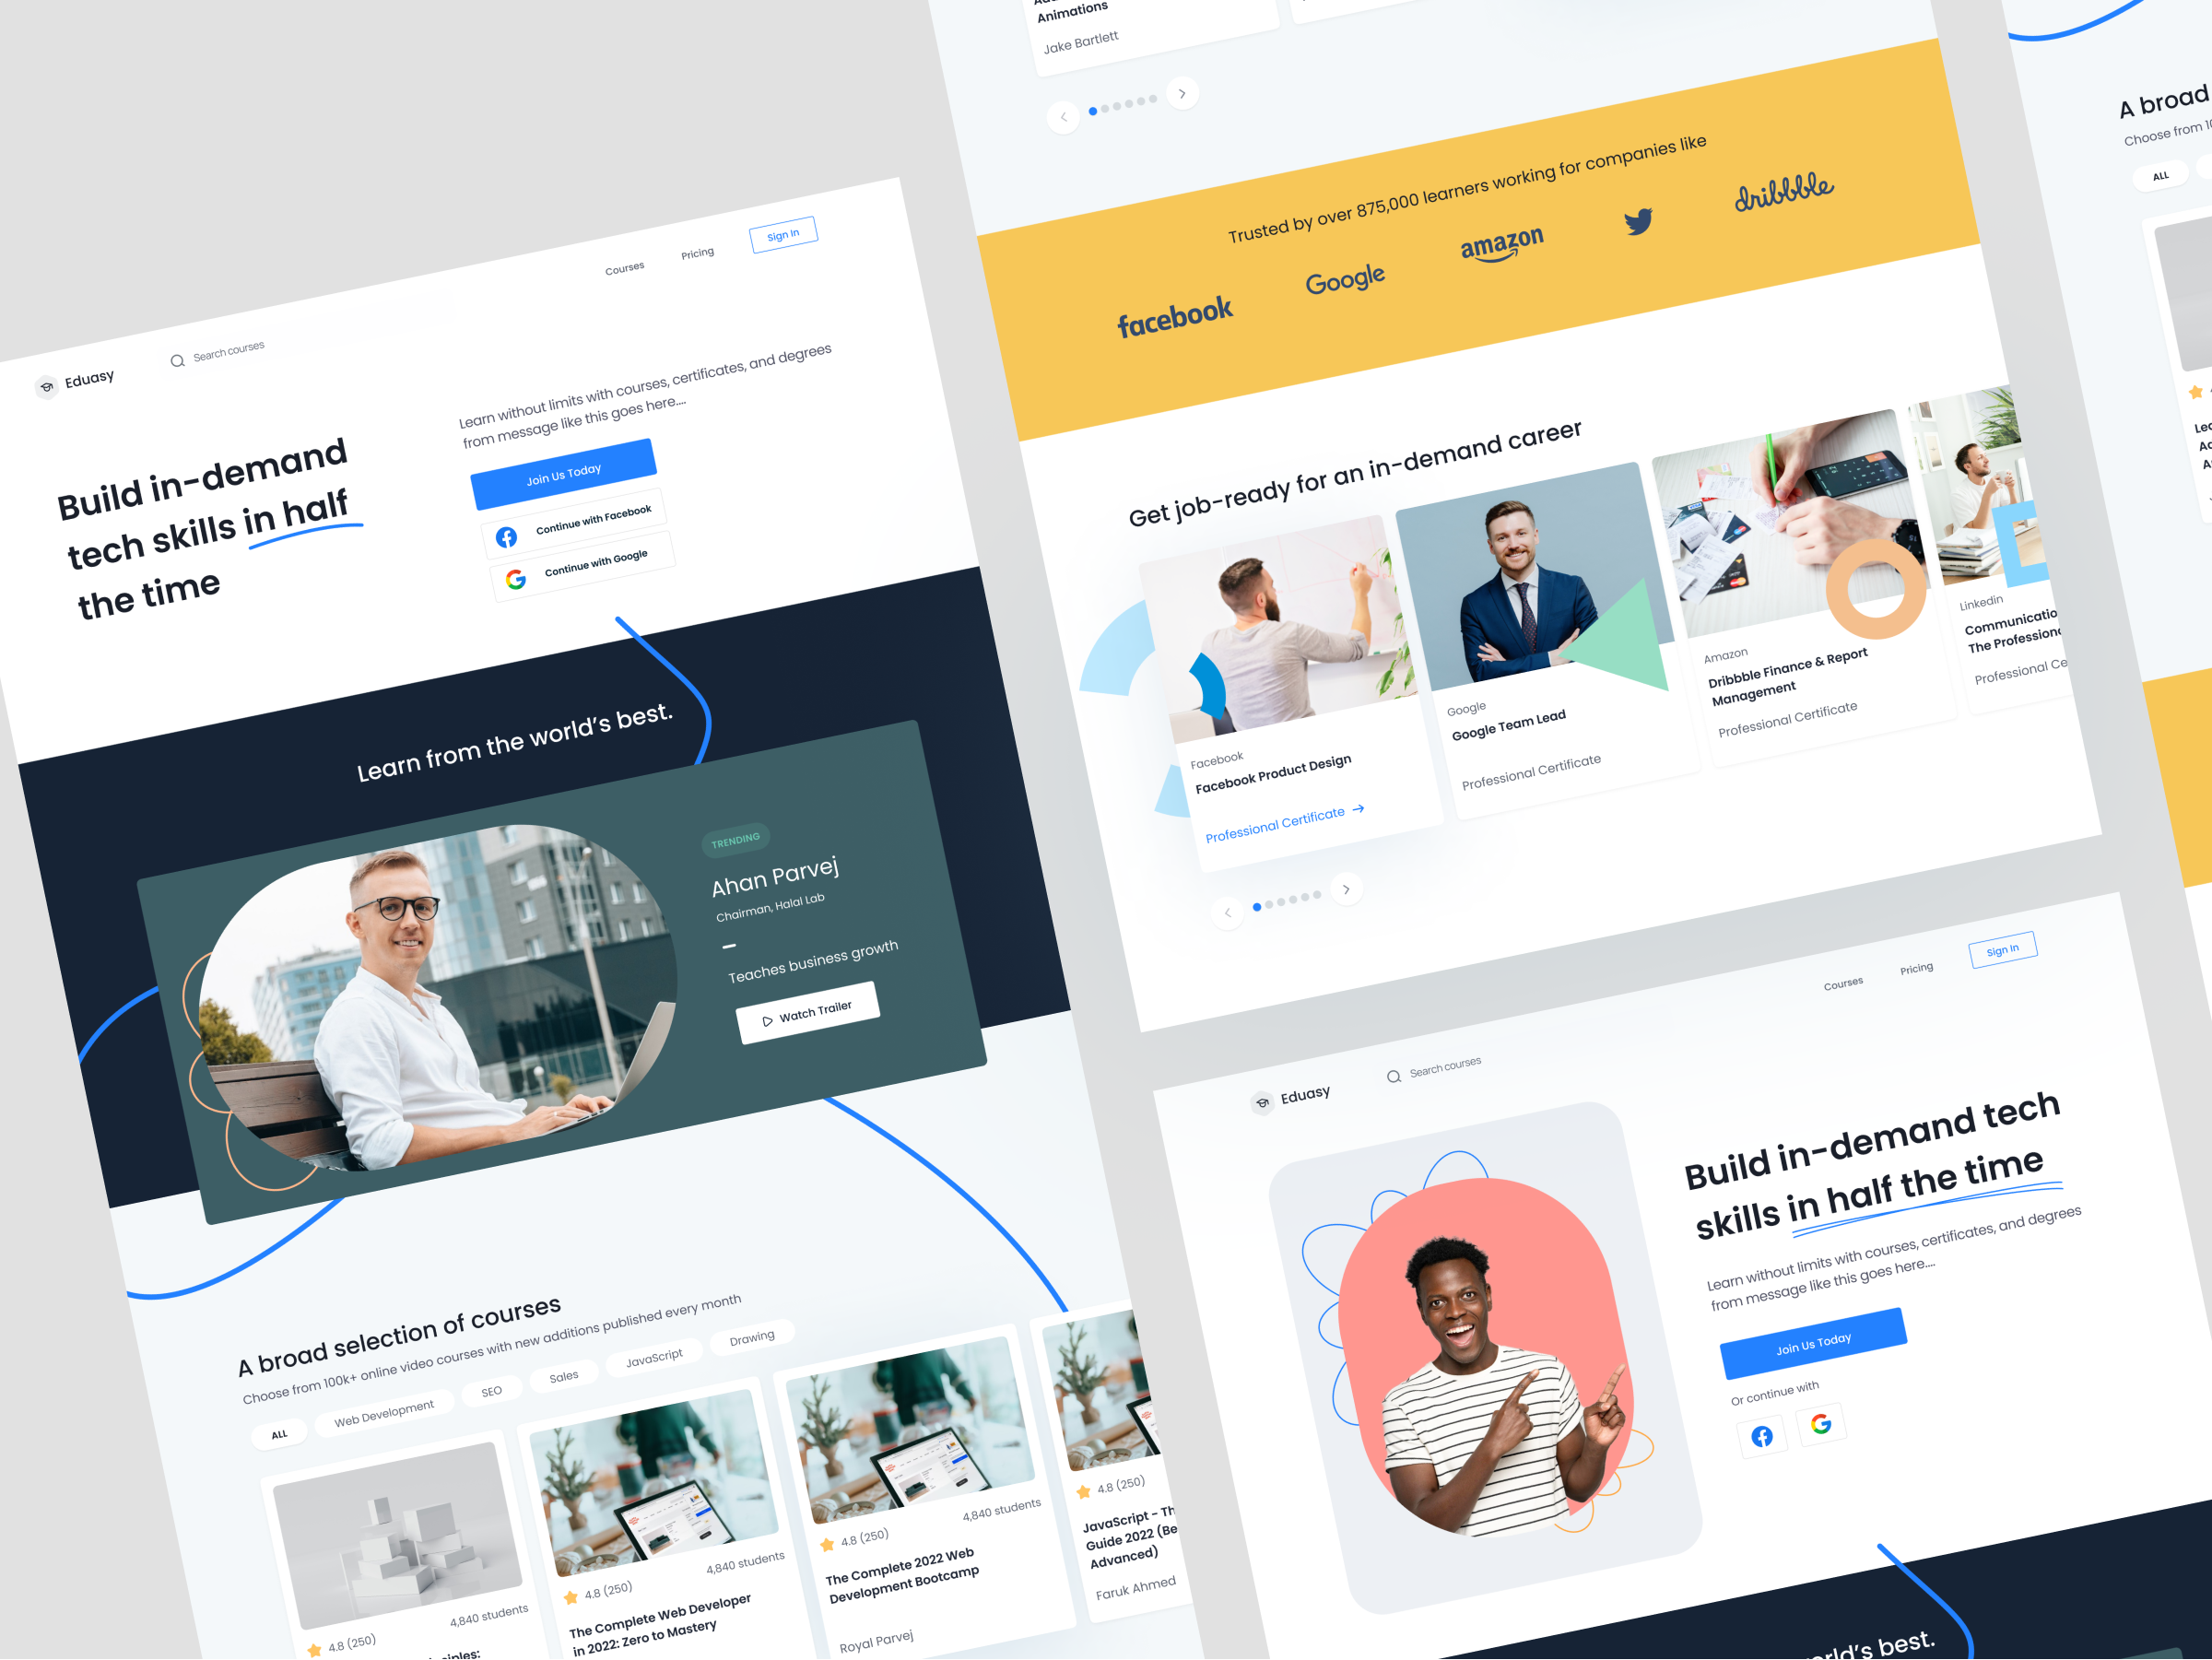 Eduasy
Search courses
Courses
Pricing
Sign In
Build in-demand
tech skills in half
the time
Learn without limits with courses, certificates, and degrees
from message like this goes here....
Join Us Today
Continue with Facebook
Continue with Google
Learn from the world's best.
TRENDING
Ahan Parvej
Chairman, Halal Lab
Teaches business growth
Watch Trailer
A broad selection of courses
Choose from 100k+ online video courses with new additions published every month
ALL
Web Development
SEO
Sales
JavaScript
Drawing
4.8 (250)
4,840 students
4.8 (250)
4,840 students
The Complete Web Developer
in 2022: Zero to Mastery
4.8 (250)
4,840 students
The Complete 2022 Web
Development Bootcamp
Royal Parvej
4.8 (250)
JavaScript - Th
Guide 2022 (Be
Advanced)
Faruk Ahmed
Animations
Jake Bartlett
Trusted by over 875,000 learners working for companies like
facebook
Google
amazon
dribbble
Get job-ready for an in-demand career
Facebook
Facebook Product Design
Professional Certificate
Google
Google Team Lead
Professional Certificate
Amazon
Dribbble Finance & Report
Management
Professional Certificate
Linkedin
Communicatio
The Profession
Professional Ce
Eduasy
Search courses
Courses
Pricing
Sign In
Build in-demand tech
skills in half the time
Learn without limits with courses, certificates, and degrees
from message like this goes here....
Join Us Today
Or continue with
orld's best.
A broad
Choose from 10
ALL